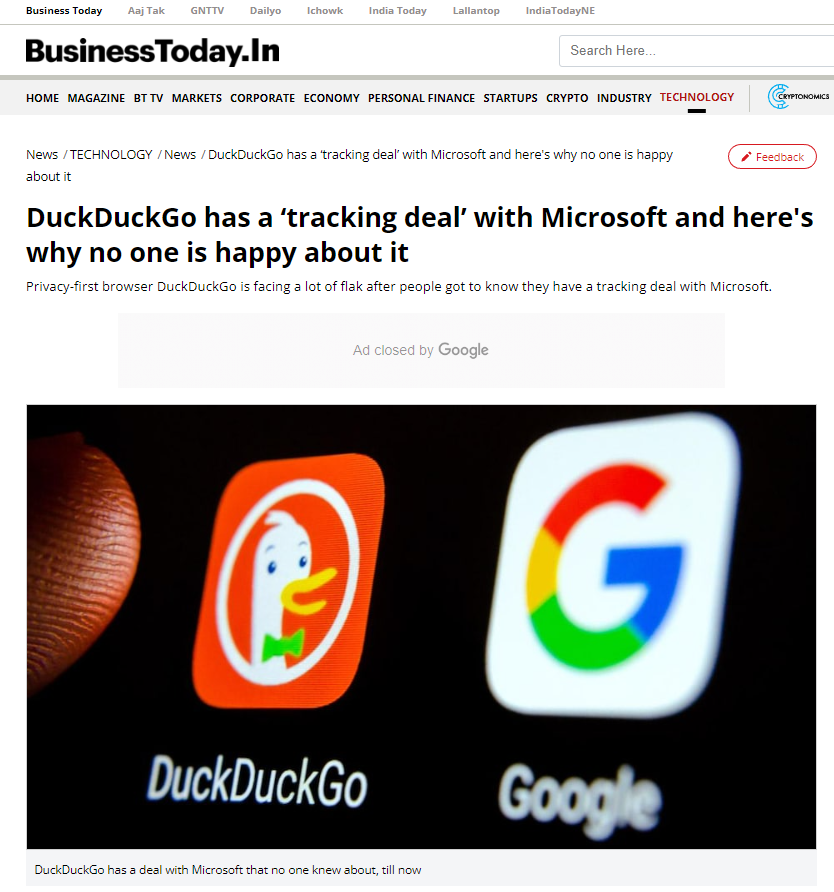 Business Today Aaj Tak GNTTV Dailyo Ichowk India Today Lallantop IndiaTodayNE
BusinessToday.In
Search Here...
HOME MAGAZINE BT TV MARKETS CORPORATE ECONOMY PERSONAL FINANCE STARTUPS CRYPTO INDUSTRY TECHNOLOGY CRYPTONOMICS
News / TECHNOLOGY / News / DuckDuckGo has a ‘tracking deal’ with Microsoft and here's why no one is happy
about it
Feedback
DuckDuckGo has a ‘tracking deal’ with Microsoft and here's
why no one is happy about it
Privacy-first browser DuckDuckGo is facing a lot of flak after people got to know they have a tracking deal with Microsoft.
Ad closed by Google
G
DuckDuckGo
Google
DuckDuckGo has a deal with Microsoft that no one knew about, till now